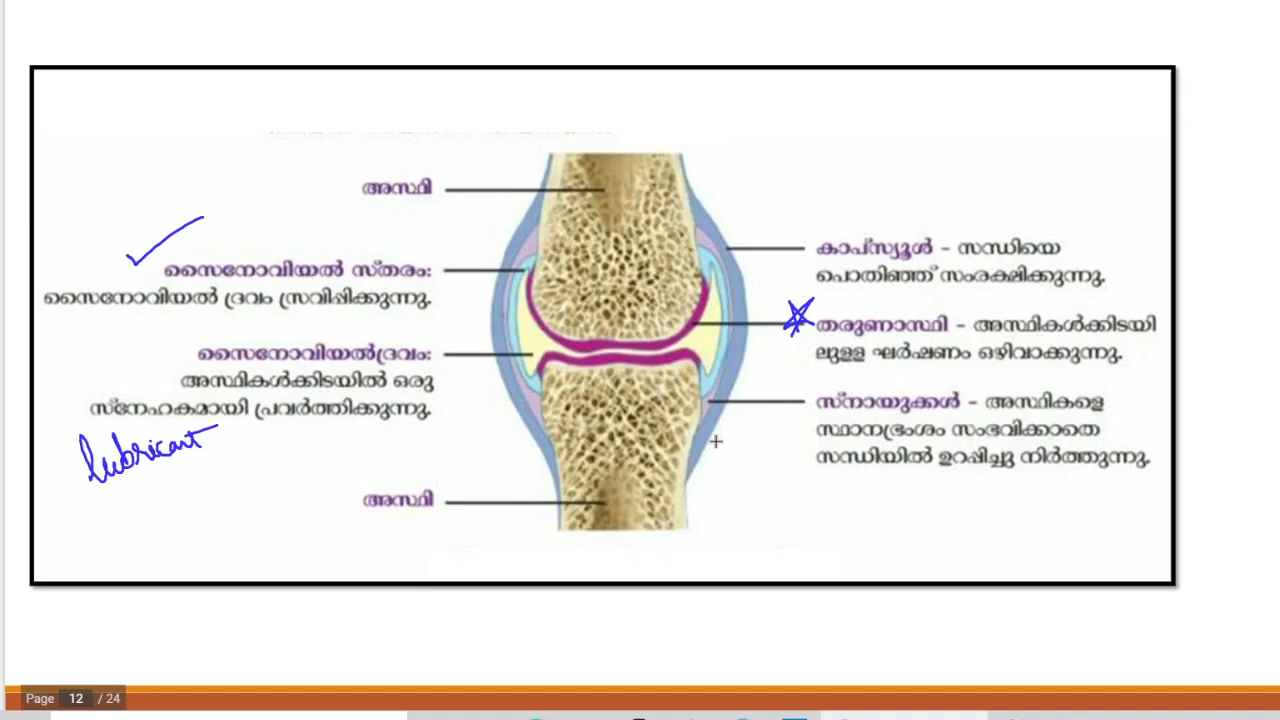 അസ്ഥി
സൈനോവിയൽ സ്തരം:
സൈനോവിയൽ ദ്രവം സ്രവിപ്പിക്കുന്നു.
സൈനോവിയൽദ്രവം:
അസ്ഥികൾക്കിടയിൽ ഒരു
സ്നേഹകമായി പ്രവർത്തിക്കുന്നു.
lubricant
അസ്ഥി
കാപ്സ്യൂൾ – സന്ധിയെ
പൊതിഞ്ഞ് സംരക്ഷിക്കുന്നു.
തരുണാസ്ഥി – അസ്ഥികൾക്കിടയി
ലുള്ള ഘർഷണം ഒഴിവാക്കുന്നു.
സ്നായുക്കൾ – അസ്ഥികളെ
സ്ഥാനഭ്രംശം സംഭവിക്കാതെ
സന്ധിയിൽ ഉറപ്പിച്ചു നിർത്തുന്നു.
Page 12 / 24